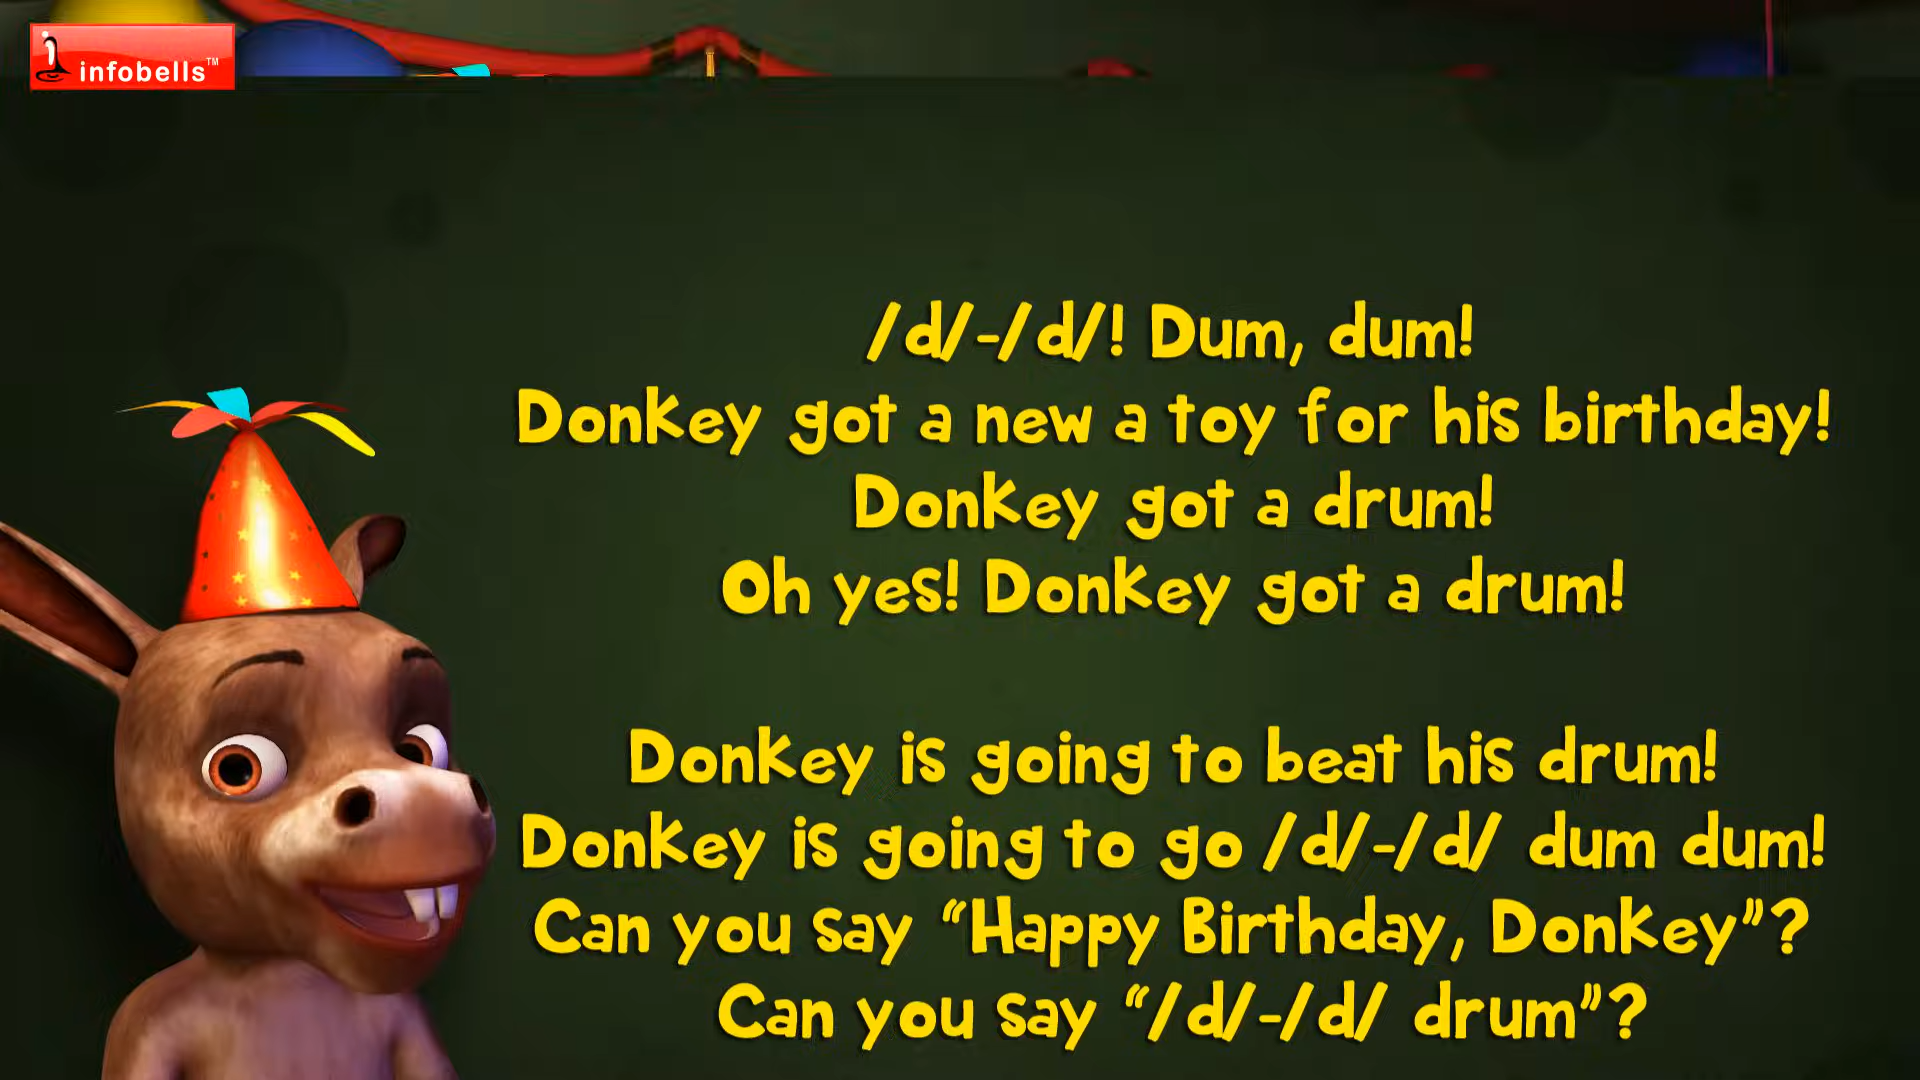 infobells™
/d/-/d/! Dum, dum!
Donkey got a new a toy for his birthday!
Donkey got a drum!
Oh yes! Donkey got a drum!
Donkey is going to beat his drum!
Donkey is going to go /d/-/d/ dum dum!
Can you say “Happy Birthday, Donkey”?
Can you say “/d/-/d/ drum”?